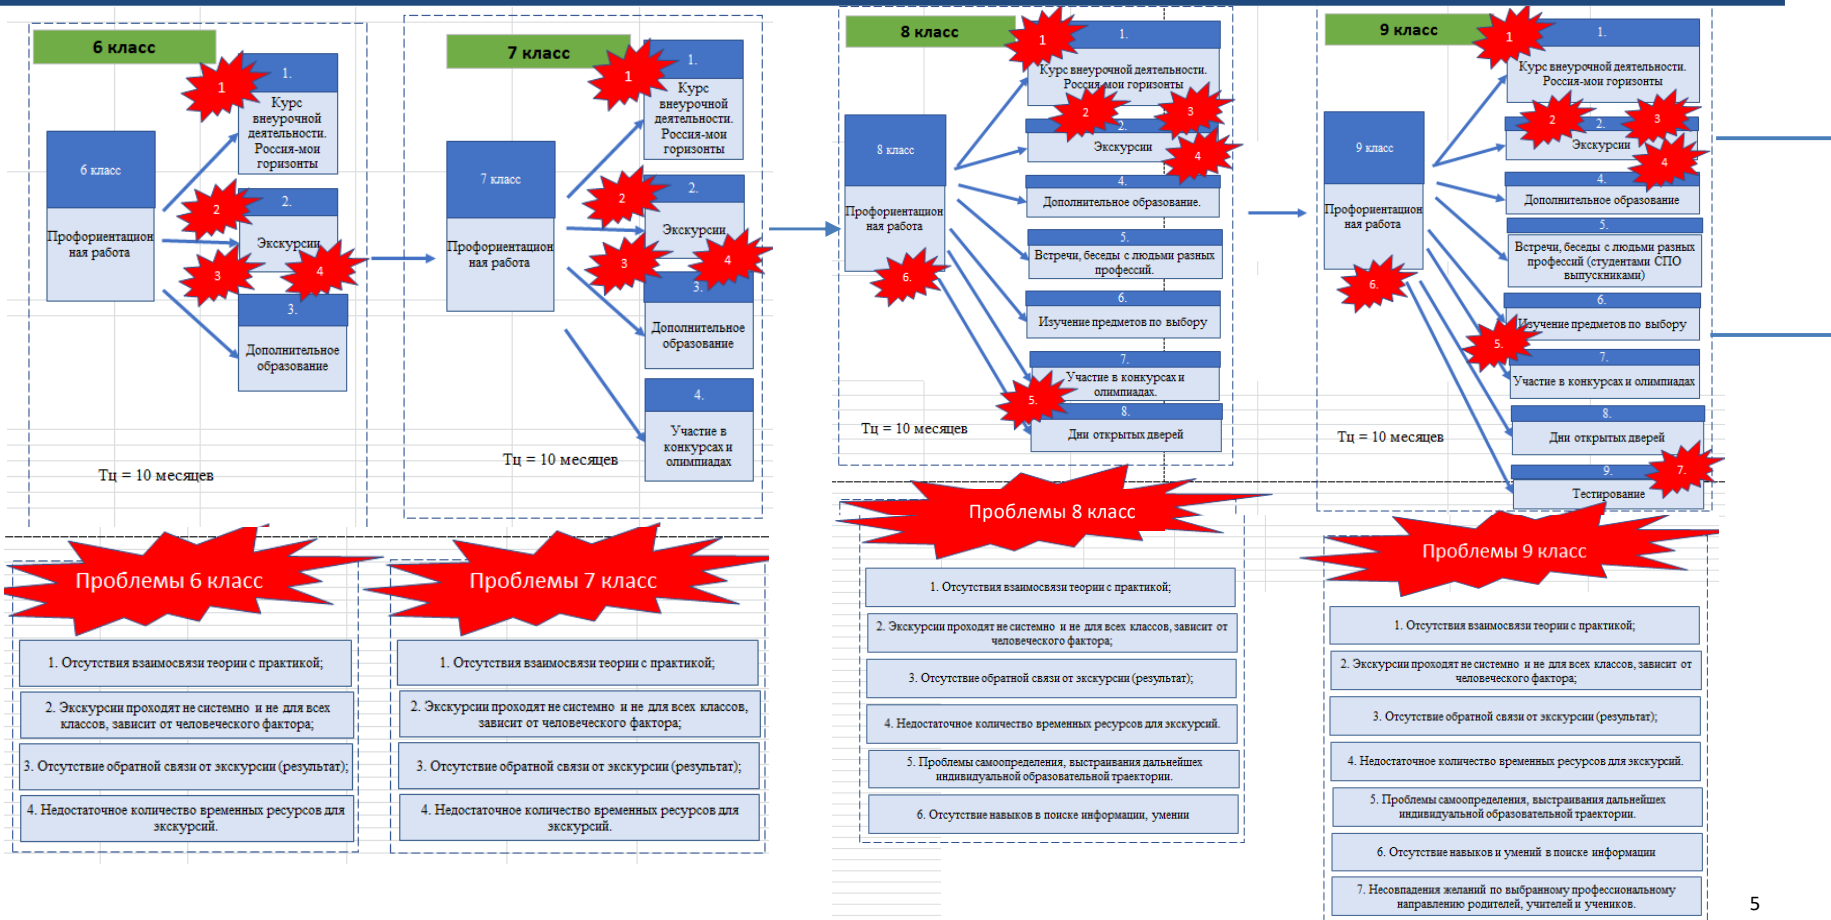 6 класс
1
1.
Курс
внеурочной
деятельности.
Россия-мои
горизонты
6 класс
Профориентацион
ная работа
2
2.
Экскурсии
3
4
3.
Дополнительное
образование
Тц = 10 месяцев
7 класс
1
1.
Курс
внеурочной
деятельности.
Россия-мои
горизонты
7 класс
Профориентацион
ная работа
2
2.
Экскурсии
3
4
3.
Дополнительное
образование
4.
Участие в
конкурсах и
олимпиадах
Тц = 10 месяцев
8 класс
1
1.
Курс внеурочной деятельности.
Россия-мои горизонты
2
3
2.
Экскурсии
4
8 класс
Профориентацион
ная работа
6.
4.
Дополнительное образование.
5.
Встречи, беседы с людьми разных
профессий.
6.
Изучение предметов по выбору
7.
Участие в конкурсах и
олимпиадах.
5.
8.
Дни открытых дверей
Тц = 10 месяцев
9 класс
1
1.
Курс внеурочной деятельности.
Россия-мои горизонты
2
3
2.
Экскурсии
4
9 класс
Профориентацион
ная работа
6.
4.
Дополнительное образование
5.
Встречи, беседы с людьми разных
профессий (студентами СПО
выпускниками)
6.
Изучение предметов по выбору
5.
7.
Участие в конкурсах и олимпиадах
8.
Дни открытых дверей
9.
7.
Тестирование
Тц = 10 месяцев
Проблемы 6 класс
1. Отсутствия взаимосвязи теории с практикой;
2. Экскурсии проходят не системно и не для всех
классов, зависит от человеческого фактора;
3. Отсутствие обратной связи от экскурсии (результат);
4. Недостаточное количество временных ресурсов для
экскурсий.
Проблемы 7 класс
1. Отсутствия взаимосвязи теории с практикой;
2. Экскурсии проходят не системно и не для всех классов,
зависит от человеческого фактора;
3. Отсутствие обратной связи от экскурсии (результат);
4. Недостаточное количество временных ресурсов для
экскурсий.
Проблемы 8 класс
1. Отсутствия взаимосвязи теории с практикой;
2. Экскурсии проходят не системно и не для всех классов, зависит от
человеческого фактора;
3. Отсутствие обратной связи от экскурсии (результат);
4. Недостаточное количество временных ресурсов для экскурсий.
5. Проблемы самоопределения, выстраивания дальнейшех
индивидуальной образовательной траектории.
6. Отсутствие навыков в поиске информации, умении
Проблемы 9 класс
1. Отсутствия взаимосвязи теории с практикой;
2. Экскурсии проходят не системно и не для всех классов, зависит от
человеческого фактора;
3. Отсутствие обратной связи от экскурсии (результат);
4. Недостаточное количество временных ресурсов для экскурсий.
5. Проблемы самоопределения, выстраивания дальнейшех
индивидуальной образовательной траектории.
6. Отсутствие навыков и умений в поиске информации
7. Несовпадения желаний по выбранному профессиональному
направлению родителей, учителей и учеников.
5